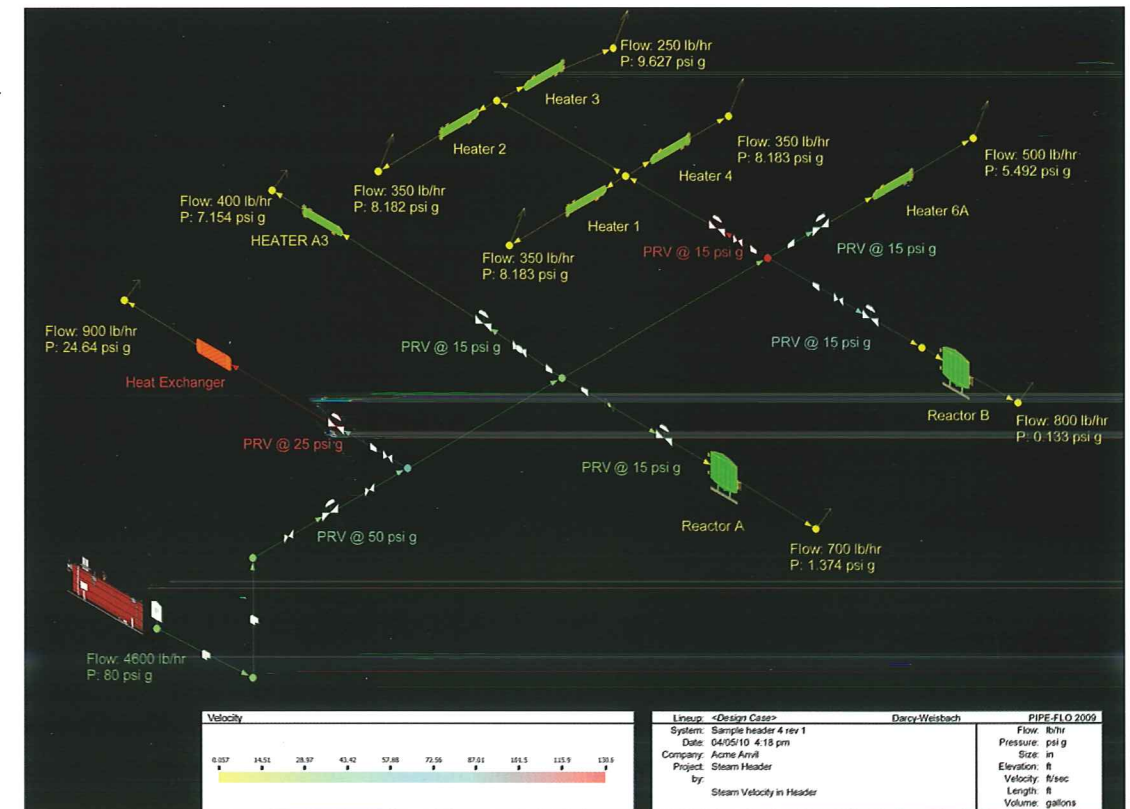 Flow: 250 lb/hr
P: 9.627 psi g
Heater 3
Heater 2
Flow: 350 lb/hr
P: 8.183 psi g
Heater 4
Flow: 500 lb/hr
P: 5.492 psi g
Flow: 350 lb/hr
P: 8.182 psi g
Flow: 400 lb/hr
P: 7.154 psi g
Heater 6A
Heater 1
HEATER A3
PRV @ 15 psi g
PRV @ 15 psi g
Flow: 350 lb/hr
P: 8.183 psi g
Flow: 900 lb/hr
P: 24.64 psi g
PRV @ 15 psi g
PRV @ 15 psi g
Heat Exchanger
Reactor B
Flow: 800 lb/hr
P: 0.133 psi g
PRV @ 25 psi g
PRV @ 15 psi g
Reactor A
PRV @ 50 psi g
Flow: 700 lb/hr
P: 1.374 psi g
Flow: 4600 lb/hr
P: 80 psi g
Velocity
0.057 14.51 28.97 43.42 57.88 72.56 87.01 101.5 115.9 130.6
Lineup: <Design Case> Darcy-Weisbach PIPE-FLO 2009
System: Sample header 4 rev 1
Date: 04/05/10 4:18 pm
Company: Acme Anvil
Project: Steam Header
by:
Steam Velocity in Header
Flow: lb/hr
Pressure: psi g
Size: in
Elevation: ft
Velocity: ft/sec
Length: ft
Volume: gallons